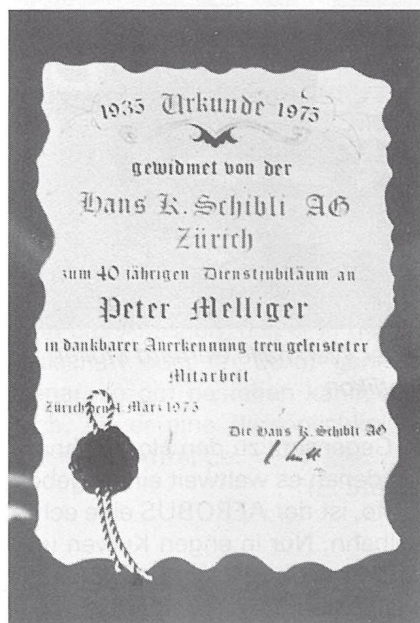 1935 Urkunde 1975
gewidmet von der
Hans K. Schibli AG
Zürich
zum 40 jährigen Dienstjubiläum an
Peter Melliger
in dankbarer Anerkennung treu geleisteter
Mitarbeit
Zürich den März 1975
Die Hans K. Schibli AG